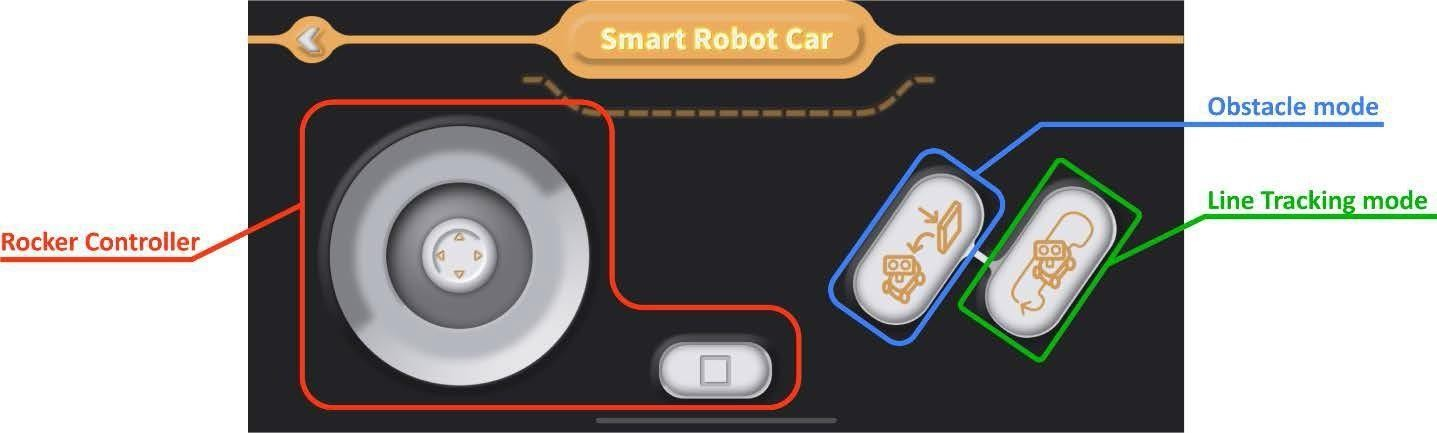 Smart Robot Car
Obstacle mode
Line Tracking mode
Rocker Controller